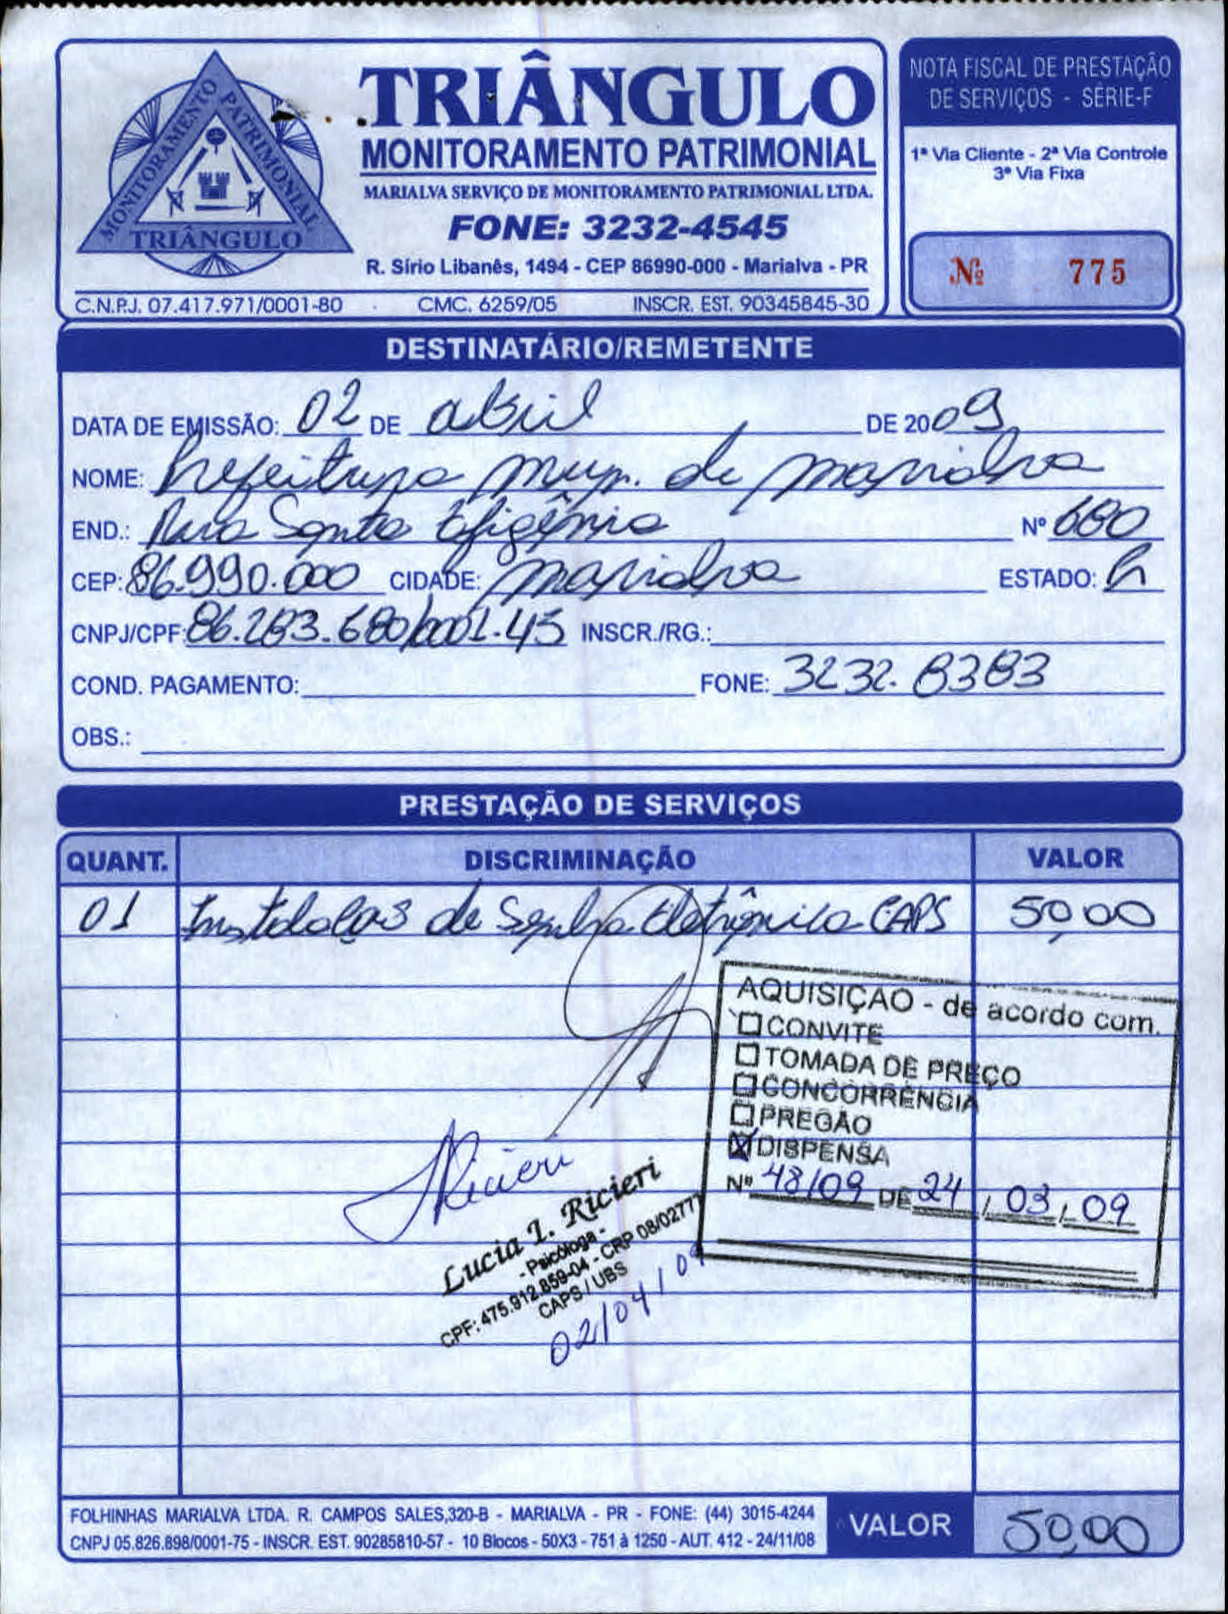 MONITORAMENTO PATRIMONIAL
TRIÂNGULO
TRIÂNGULO
MONITORAMENTO PATRIMONIAL
MARIALVA SERVIÇO DE MONITORAMENTO PATRIMONIAL LTDA.
FONE: 3232-4545
R. Sírio Libanês, 1494 - CEP 86990-000 - Marialva - PR
C.N.P.J. 07.417.971/0001-80 CMC. 6259/05 INSCR. EST. 90345845-30
NOTA FISCAL DE PRESTAÇÃO
DE SERVIÇOS - SÉRIE-F
1ª Via Cliente - 2ª Via Controle
3ª Via Fixa
Nº 775
DESTINATÁRIO/REMETENTE
DATA DE EMISSÃO: 02 DE abril DE 2009
NOME: Prefeitura Mun. de Marialva
END.: Rua Santa Efigênia Nº 680
CEP: 86.990.000 CIDADE: Marialva ESTADO: Pr
CNPJ/CPF: 86.283.680/0001.45 INSCR./RG.:
COND. PAGAMENTO: FONE: 3232.8383
OBS.:
PRESTAÇÃO DE SERVIÇOS
QUANT. DISCRIMINAÇÃO VALOR
01 de Senha Eletrônica CAPS 50,00
AQUISIÇÃO - de acordo com.
CONVITE
TOMADA DE PREÇO
CONCORRÊNCIA
PREGÃO
X DISPENSA
Nº 48/09 DE 24/03/09
Ricieri
Lucia I. Ricieri
- Psicóloga -
CPF: 475.912.859-04 - CRP 08/02777
CAPS / UBS
02/04/09
FOLHINHAS MARIALVA LTDA. R. CAMPOS SALES,320-B - MARIALVA - PR - FONE: (44) 3015-4244
CNPJ 05.826.898/0001-75 - INSCR. EST. 90285810-57 - 10 Blocos - 50X3 - 751 à 1250 - AUT. 412 - 24/11/08
VALOR 50,00